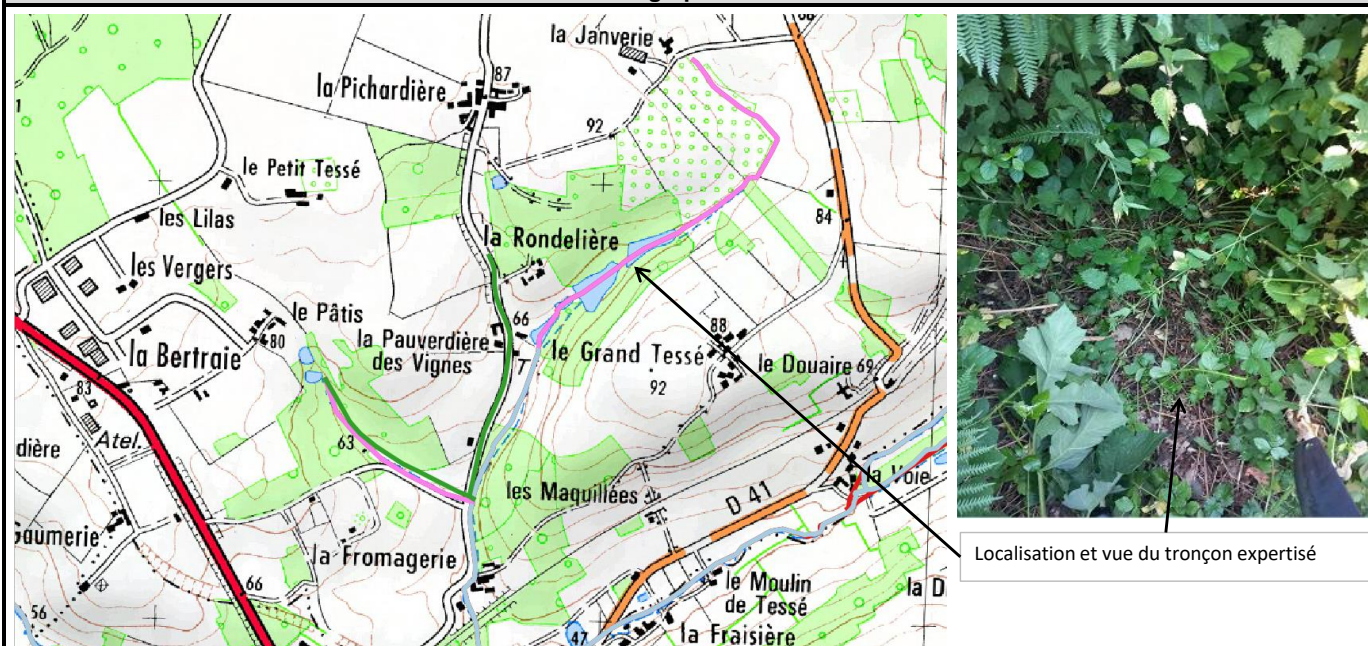 la Janverie
87
la Pichardière
92
le Petit Tessé
les Lilas
84
la Rondelière
les Vergers
le Pâtis
66
80
la Pauverdière
des Vignes
88
le Grand Tessé
le Douaire 69
la Bertraie
92
83
Atel.
63
dière
la Voie
les Maquillées
D 41
Gaumerie
la Fromagerie
66
le Moulin
de Tessé
la D
56
47
la Fraisière
Localisation et vue du tronçon expertisé